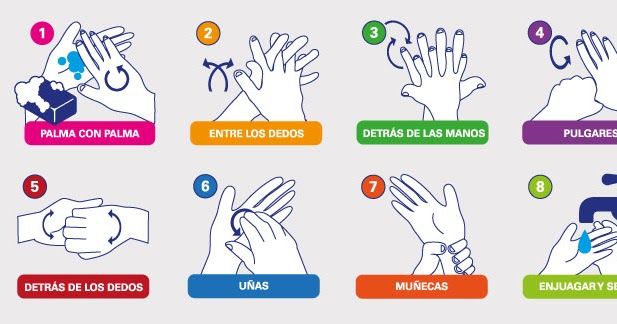 1
PALMA CON PALMA
2
ENTRE LOS DEDOS
3
DETRÁS DE LAS MANOS
4
PULGARES
5
DETRÁS DE LOS DEDOS
6
UÑAS
7
MUÑECAS
8
ENJUAGAR Y SE